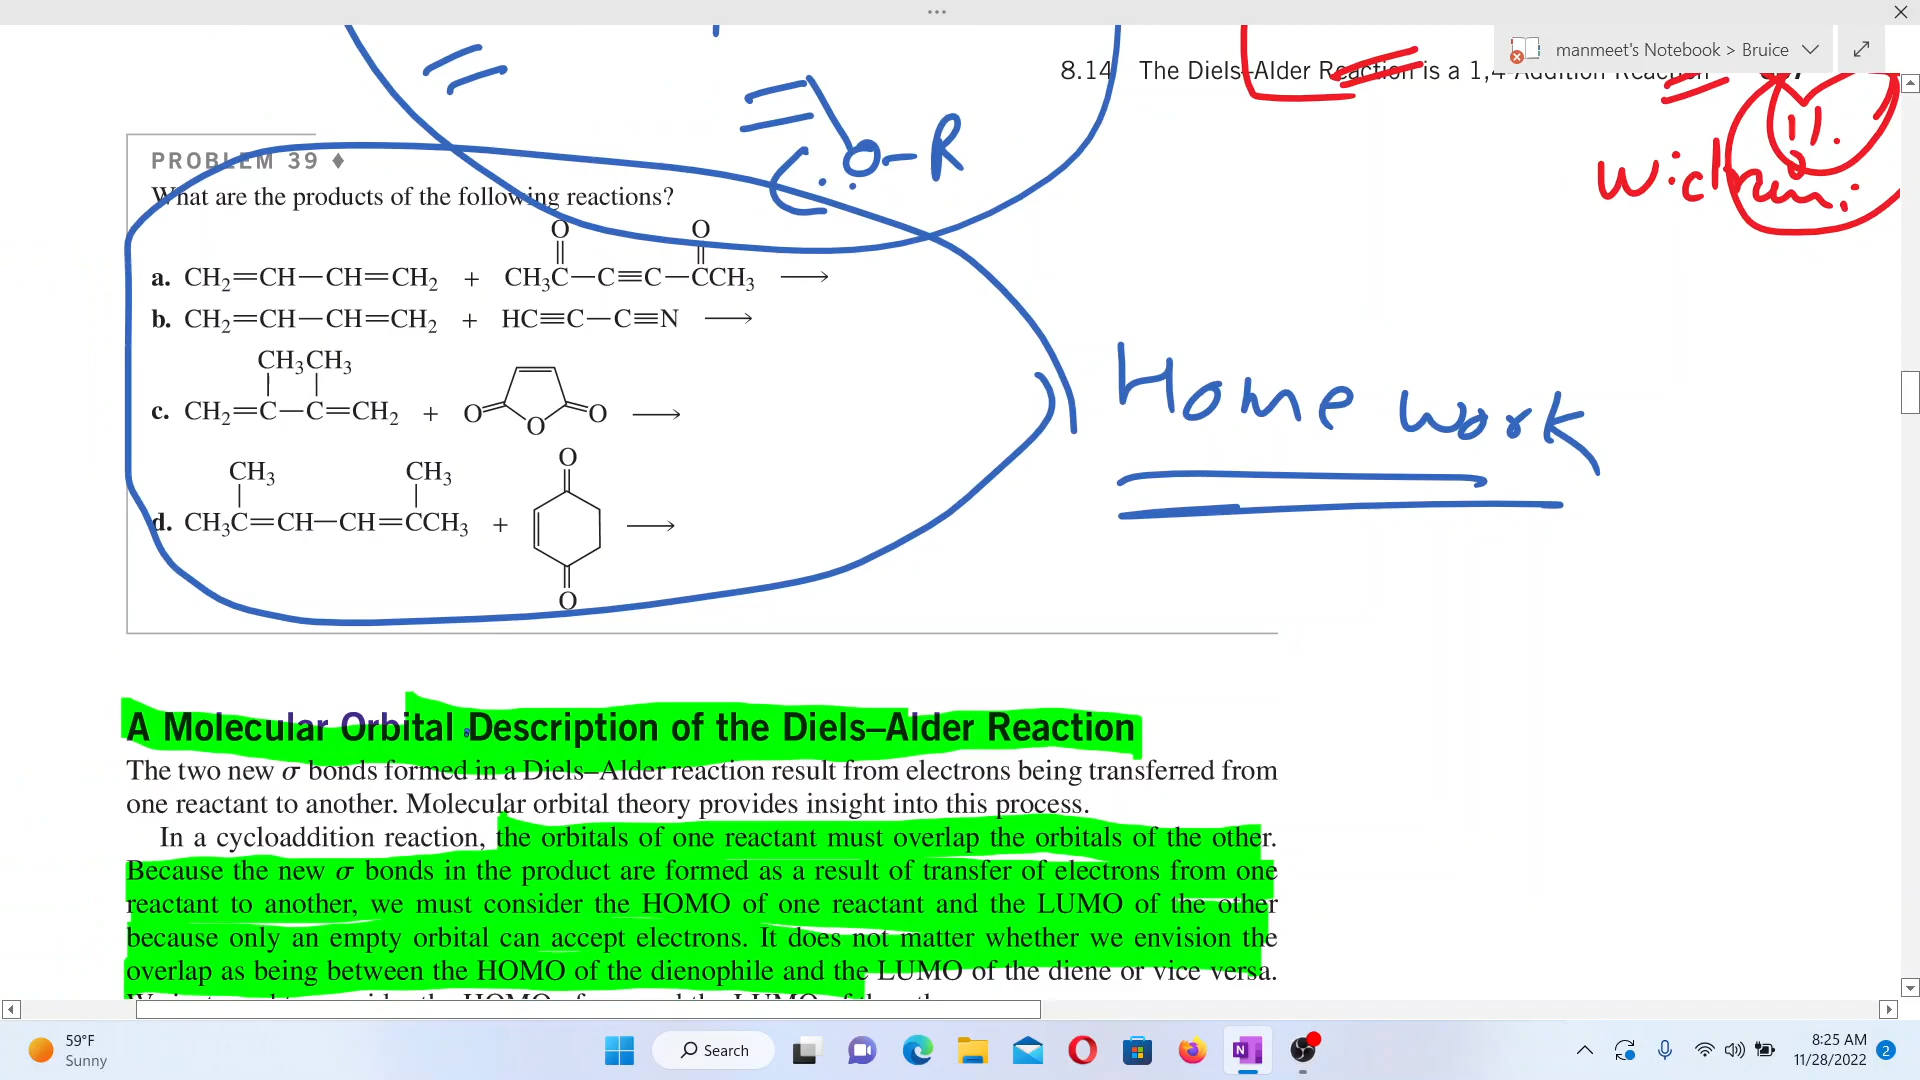 manmeet's Notebook > Bruice
8.14 The Diels–Alder Reaction is a 1,4-Addition Reaction
O–R
PROBLEM 39 ♦
What are the products of the following reactions?
O O
a. CH₂=CH—CH=CH₂ + CH₃C—C≡C—CCH₃ ⟶
b. CH₂=CH—CH=CH₂ + HC≡C—C≡N ⟶
CH₃CH₃
c. CH₂=C—C=CH₂ + O O O ⟶
Home work
CH₃ CH₃ O
d. CH₃C=CH—CH=CCH₃ + ⟶
O
A Molecular Orbital Description of the Diels–Alder Reaction
The two new σ bonds formed in a Diels–Alder reaction result from electrons being transferred from
one reactant to another. Molecular orbital theory provides insight into this process.
In a cycloaddition reaction, the orbitals of one reactant must overlap the orbitals of the other.
Because the new σ bonds in the product are formed as a result of transfer of electrons from one
reactant to another, we must consider the HOMO of one reactant and the LUMO of the other
because only an empty orbital can accept electrons. It does not matter whether we envision the
overlap as being between the HOMO of the dienophile and the LUMO of the diene or vice versa.
59°F
Sunny
Search
8:25 AM
11/28/2022
2